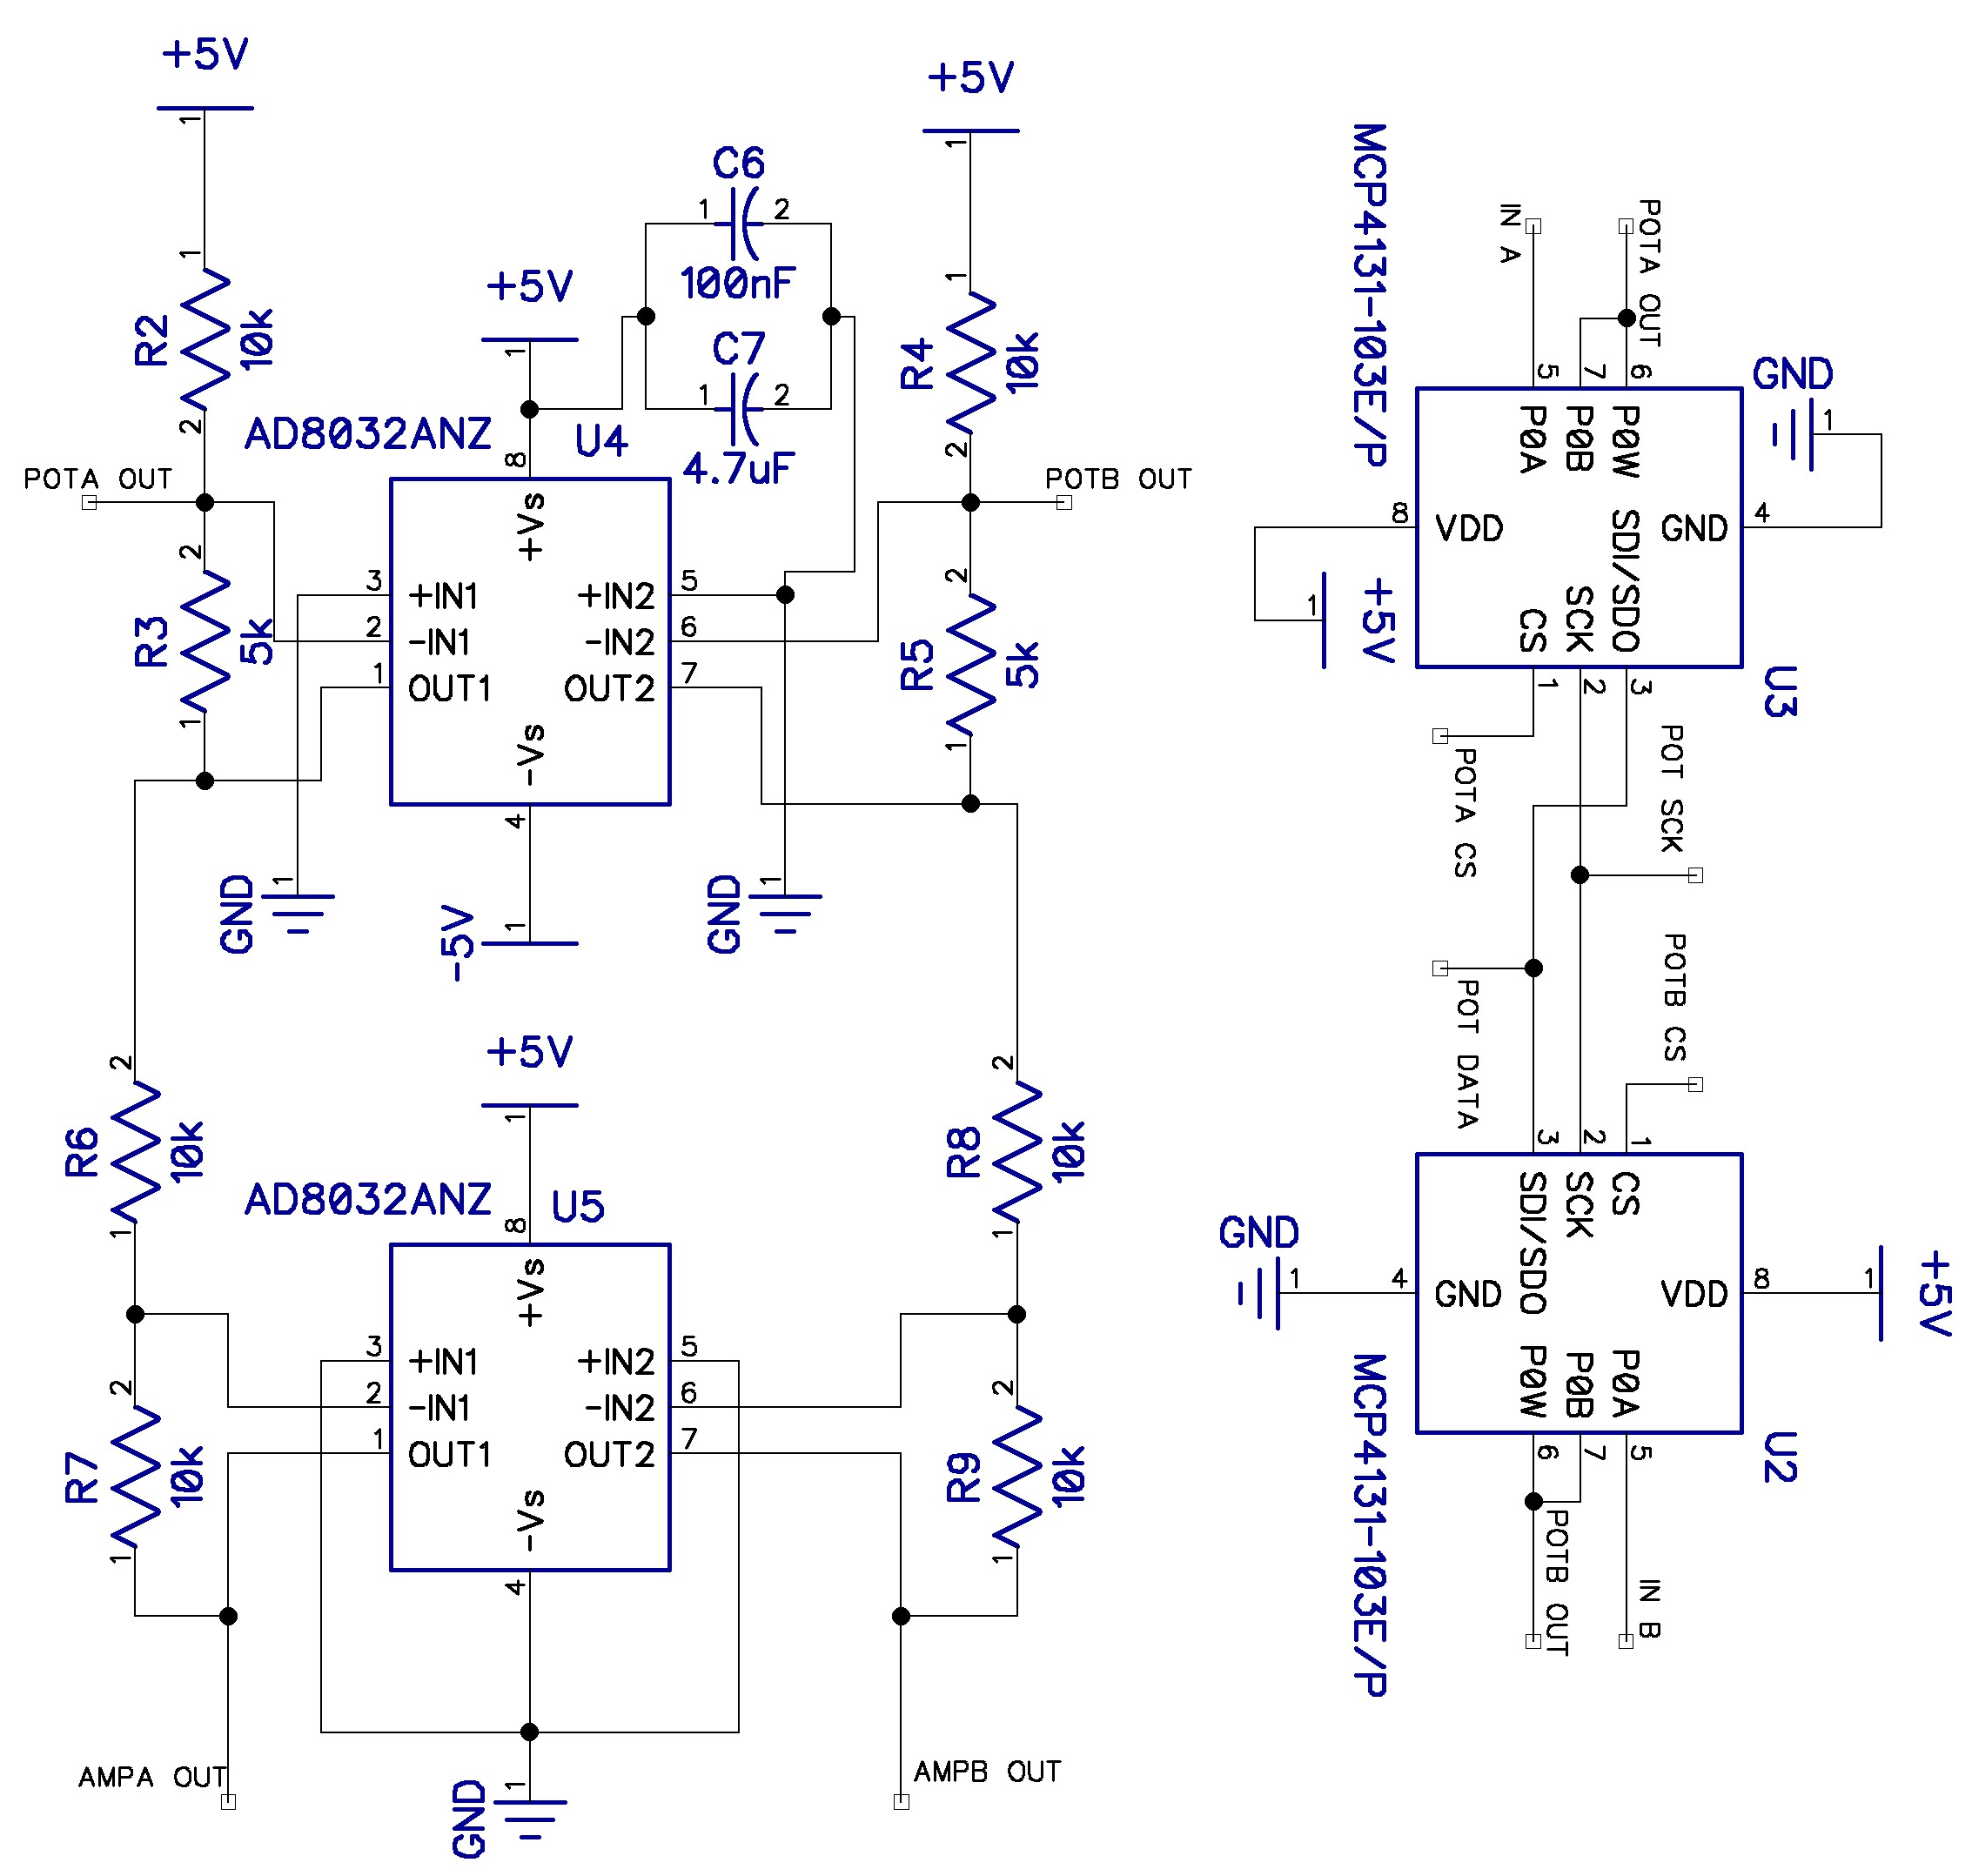 +5V
1
1
R2
10k
2
POTA OUT
2
R3
5k
1
+5V
1
C6
1
2
100nF
C7
1
2
4.7uF
AD8032ANZ
U4
8
+Vs
3
+IN1
+IN2
5
2
-IN1
-IN2
6
1
OUT1
OUT2
7
-Vs
4
1
GND
1
-5V
1
GND
+5V
1
1
R4
10k
2
POTB OUT
2
R5
5k
1
2
R6
10k
1
2
R7
10k
1
+5V
1
AD8032ANZ
U5
8
+Vs
3
+IN1
+IN2
5
2
-IN1
-IN2
6
1
OUT1
OUT2
7
-Vs
4
1
GND
2
R8
10k
1
2
R9
10k
1
AMPA OUT
AMPB OUT
MCP4131-103E/P
IN A
POTA OUT
5
7
6
P0A
P0B
P0W
GND
1
8
VDD
GND
4
1
+5V
CS
SCK
SDI/SDO
U3
1
2
3
POTA CS
POT SCK
POT DATA
POTB CS
3
2
1
SDI/SDO
SCK
CS
GND
1
4
GND
VDD
8
1
+5V
P0W
P0B
P0A
U2
6
7
5
MCP4131-103E/P
POTB OUT
IN B